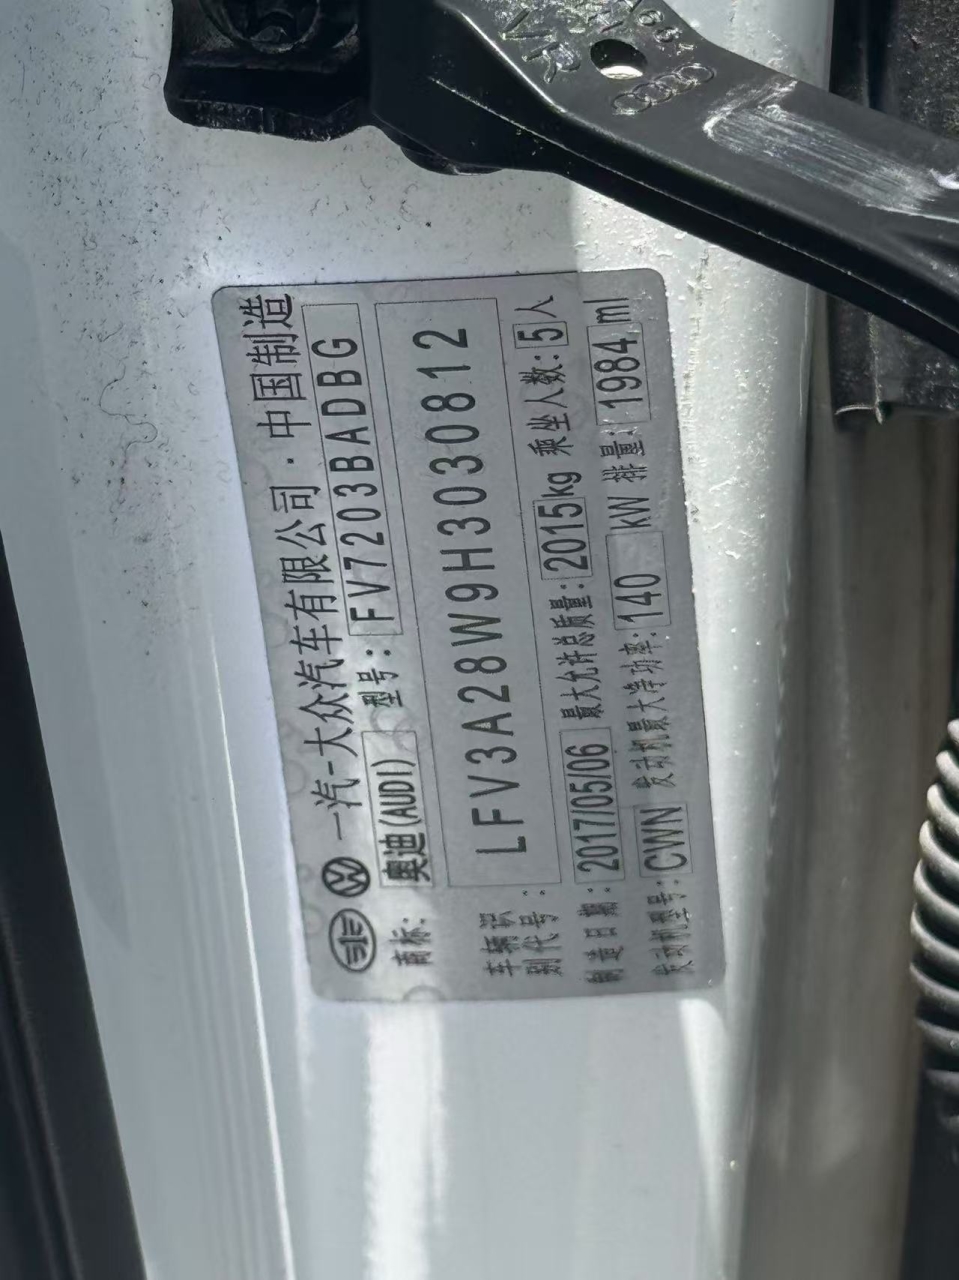 一汽-大众汽车有限公司·中国制造
商标: 奥迪(AUDI) 型号: FV7203BADBG
车辆识别代号: LFV3A28W9H3030812
制造日期: 2017/05/06 最大允许总质量: 2015kg 乘坐人数: 5人
发动机型号: CWN 发动机最大净功率: 140 kW 排量: 1984 ml
VR